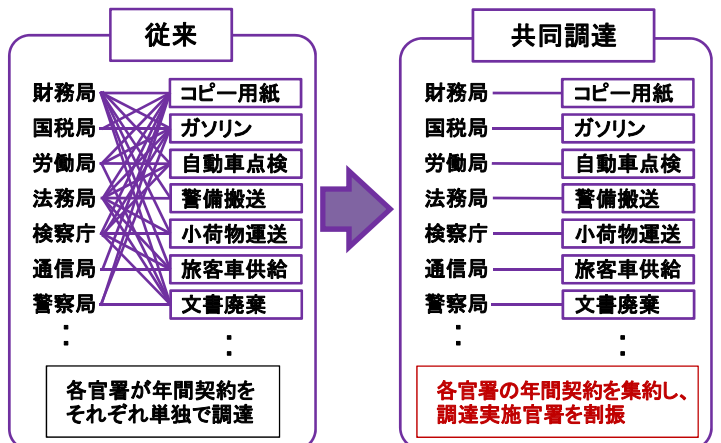 従来
財務局
国税局
労働局
法務局
検察庁
通信局
警察局
:
コピー用紙
ガソリン
自動車点検
警備搬送
小荷物運送
旅客車供給
文書廃棄
:
各官署が年間契約を
それぞれ単独で調達
共同調達
財務局
国税局
労働局
法務局
検察庁
通信局
警察局
:
コピー用紙
ガソリン
自動車点検
警備搬送
小荷物運送
旅客車供給
文書廃棄
:
各官署の年間契約を集約し、
調達実施官署を割振